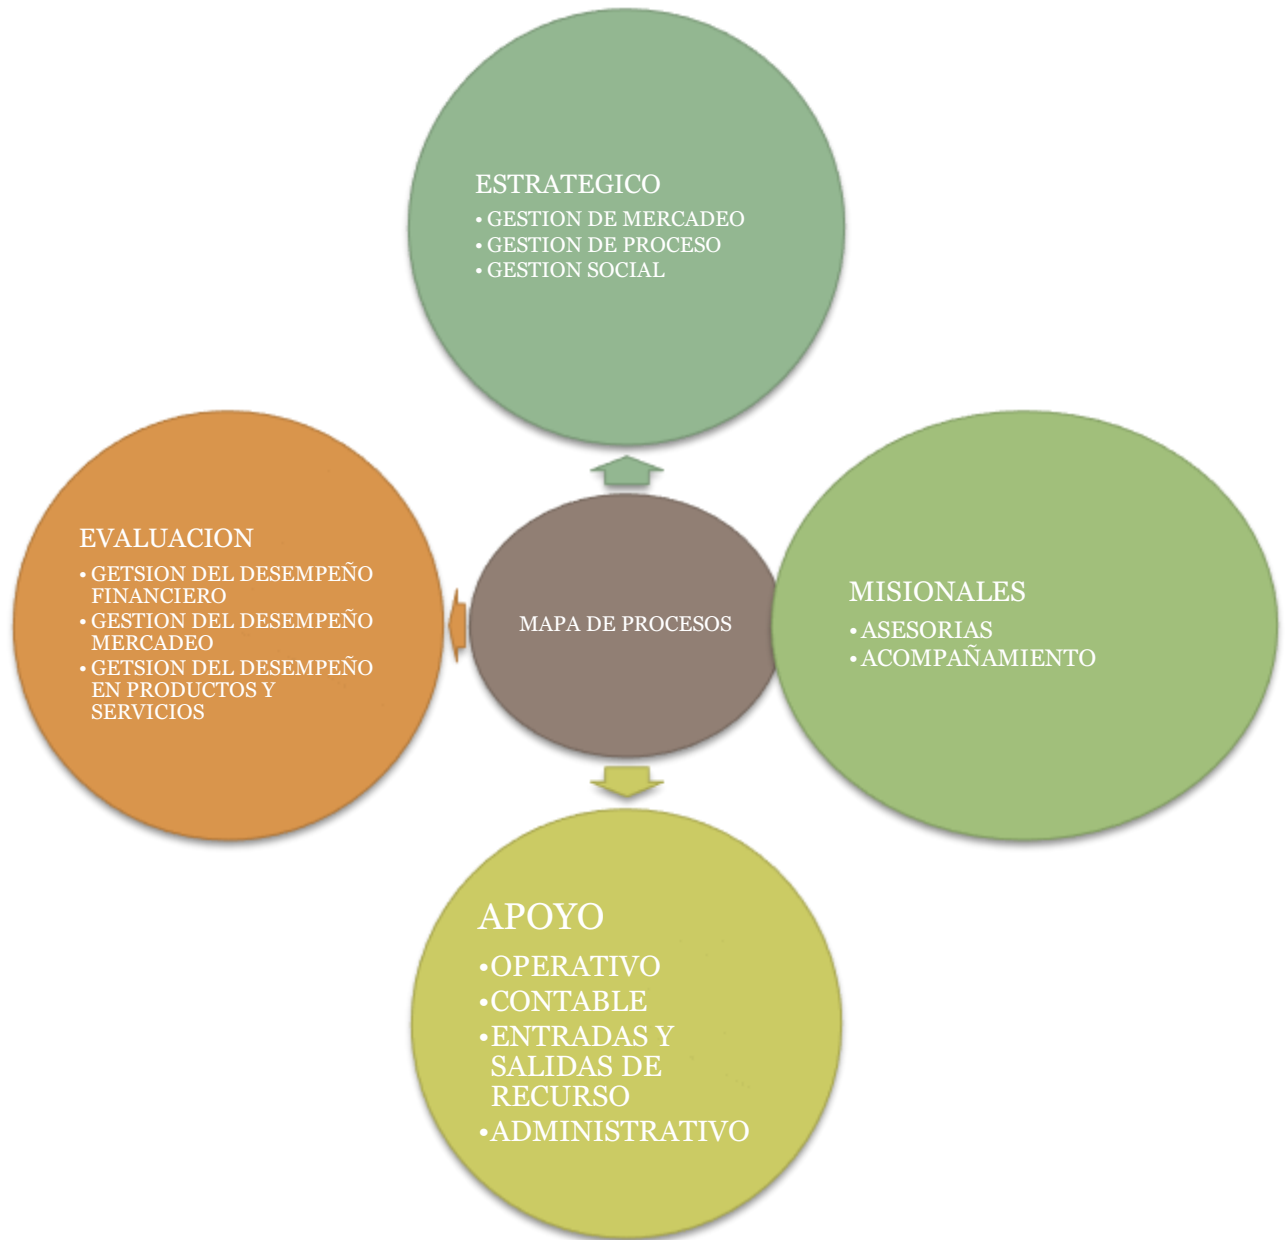 ESTRATEGICO
• GESTION DE MERCADEO
• GESTION DE PROCESO
• GESTION SOCIAL
EVALUACION
• GETSION DEL DESEMPEÑO
FINANCIERO
• GESTION DEL DESEMPEÑO
MERCADEO
• GETSION DEL DESEMPEÑO
EN PRODUCTOS Y
SERVICIOS
MAPA DE PROCESOS
MISIONALES
• ASESORIAS
• ACOMPAÑAMIENTO
APOYO
•OPERATIVO
•CONTABLE
•ENTRADAS Y
SALIDAS DE
RECURSO
•ADMINISTRATIVO